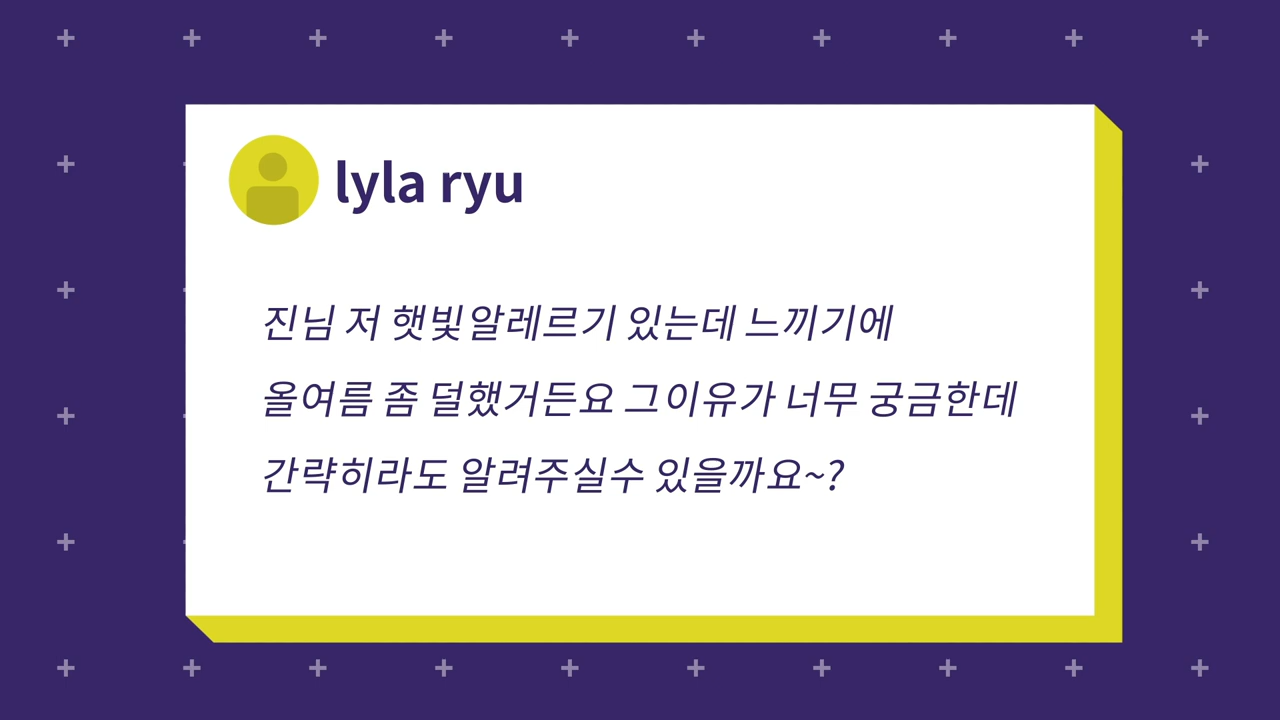 lyla ryu
진님 저 햇빛알레르기 있는데 느끼기에
올여름 좀 덜했거든요 그이유가 너무 궁금한데
간략히라도 알려주실수 있을까요~?